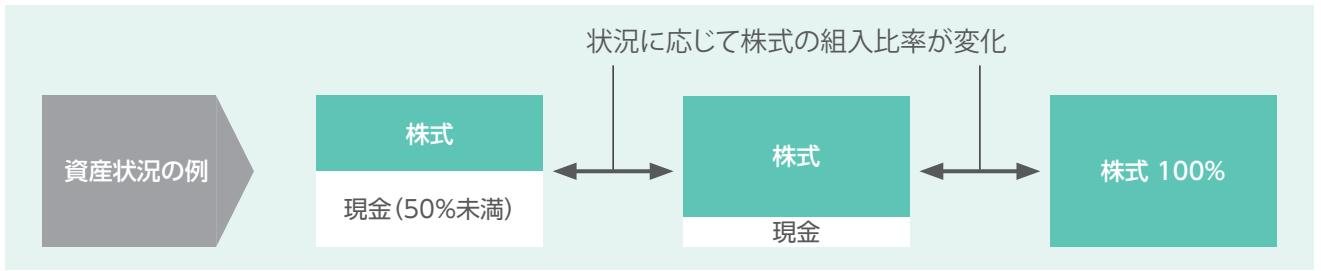 状況に応じて株式の組入比率が変化
資産状況の例
株式
現金(50%未満)
株式
現金
株式 100%